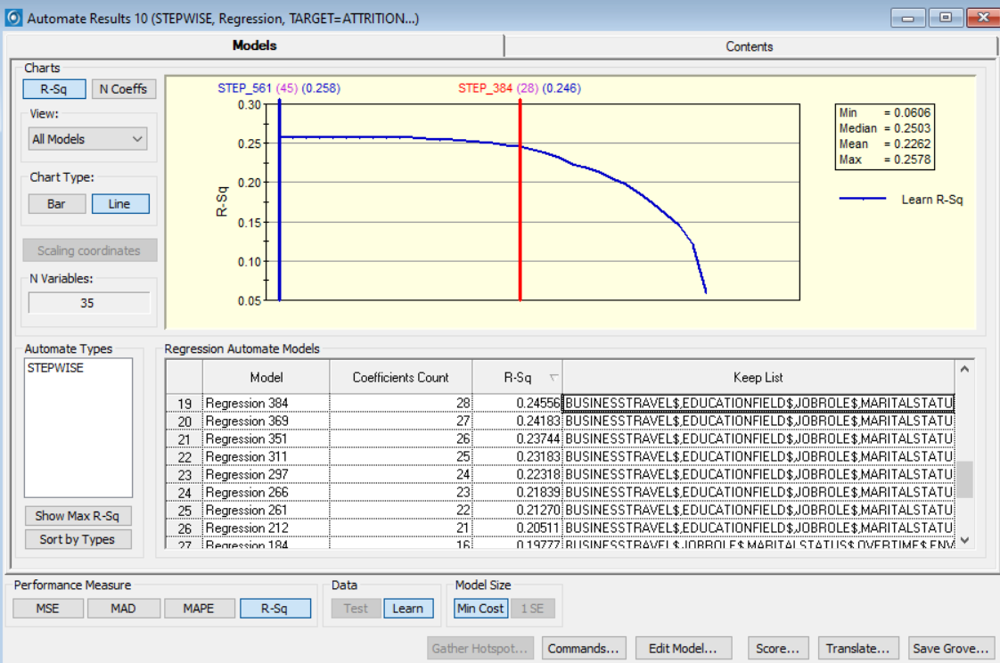 Automate Results 10 (STEPWISE, Regression, TARGET=ATTRITION...)
Models
Contents
Charts
R-Sq
N Coeffs
View:
All Models
Chart Type:
Bar
Line
Scaling coordinates
N Variables:
35
STEP_561 (45) (0.258)
STEP_384 (28) (0.246)
0.30
0.25
0.20
0.15
0.10
0.05
R-Sq
Min = 0.0606
Median = 0.2503
Mean = 0.2262
Max = 0.2578
Learn R-Sq
Automate Types
STEPWISE
Show Max R-Sq
Sort by Types
Regression Automate Models
Model Coefficients Count R-Sq Keep List
19 Regression 384 28 0.24556 BUSINESSTRAVEL$,EDUCATIONFIELD$,JOBROLE$,MARITALSTATU
20 Regression 369 27 0.24183 BUSINESSTRAVEL$,EDUCATIONFIELD$,JOBROLE$,MARITALSTATU
21 Regression 351 26 0.23744 BUSINESSTRAVEL$,EDUCATIONFIELD$,JOBROLE$,MARITALSTATU
22 Regression 311 25 0.23183 BUSINESSTRAVEL$,EDUCATIONFIELD$,JOBROLE$,MARITALSTATU
23 Regression 297 24 0.22318 BUSINESSTRAVEL$,EDUCATIONFIELD$,JOBROLE$,MARITALSTATU
24 Regression 266 23 0.21839 BUSINESSTRAVEL$,EDUCATIONFIELD$,JOBROLE$,MARITALSTATU
25 Regression 261 22 0.21270 BUSINESSTRAVEL$,EDUCATIONFIELD$,JOBROLE$,MARITALSTATU
26 Regression 212 21 0.20511 BUSINESSTRAVEL$,EDUCATIONFIELD$,JOBROLE$,MARITALSTATU
27 Regression 184 16 0.19777 BUSINESSTRAVEL$,JOBROLE$,MARITALSTATUS$,OVERTIME$,ENV
Performance Measure
MSE
MAD
MAPE
R-Sq
Data
Test
Learn
Model Size
Min Cost
1 SE
Gather Hotspot...
Commands...
Edit Model...
Score...
Translate...
Save Grove...